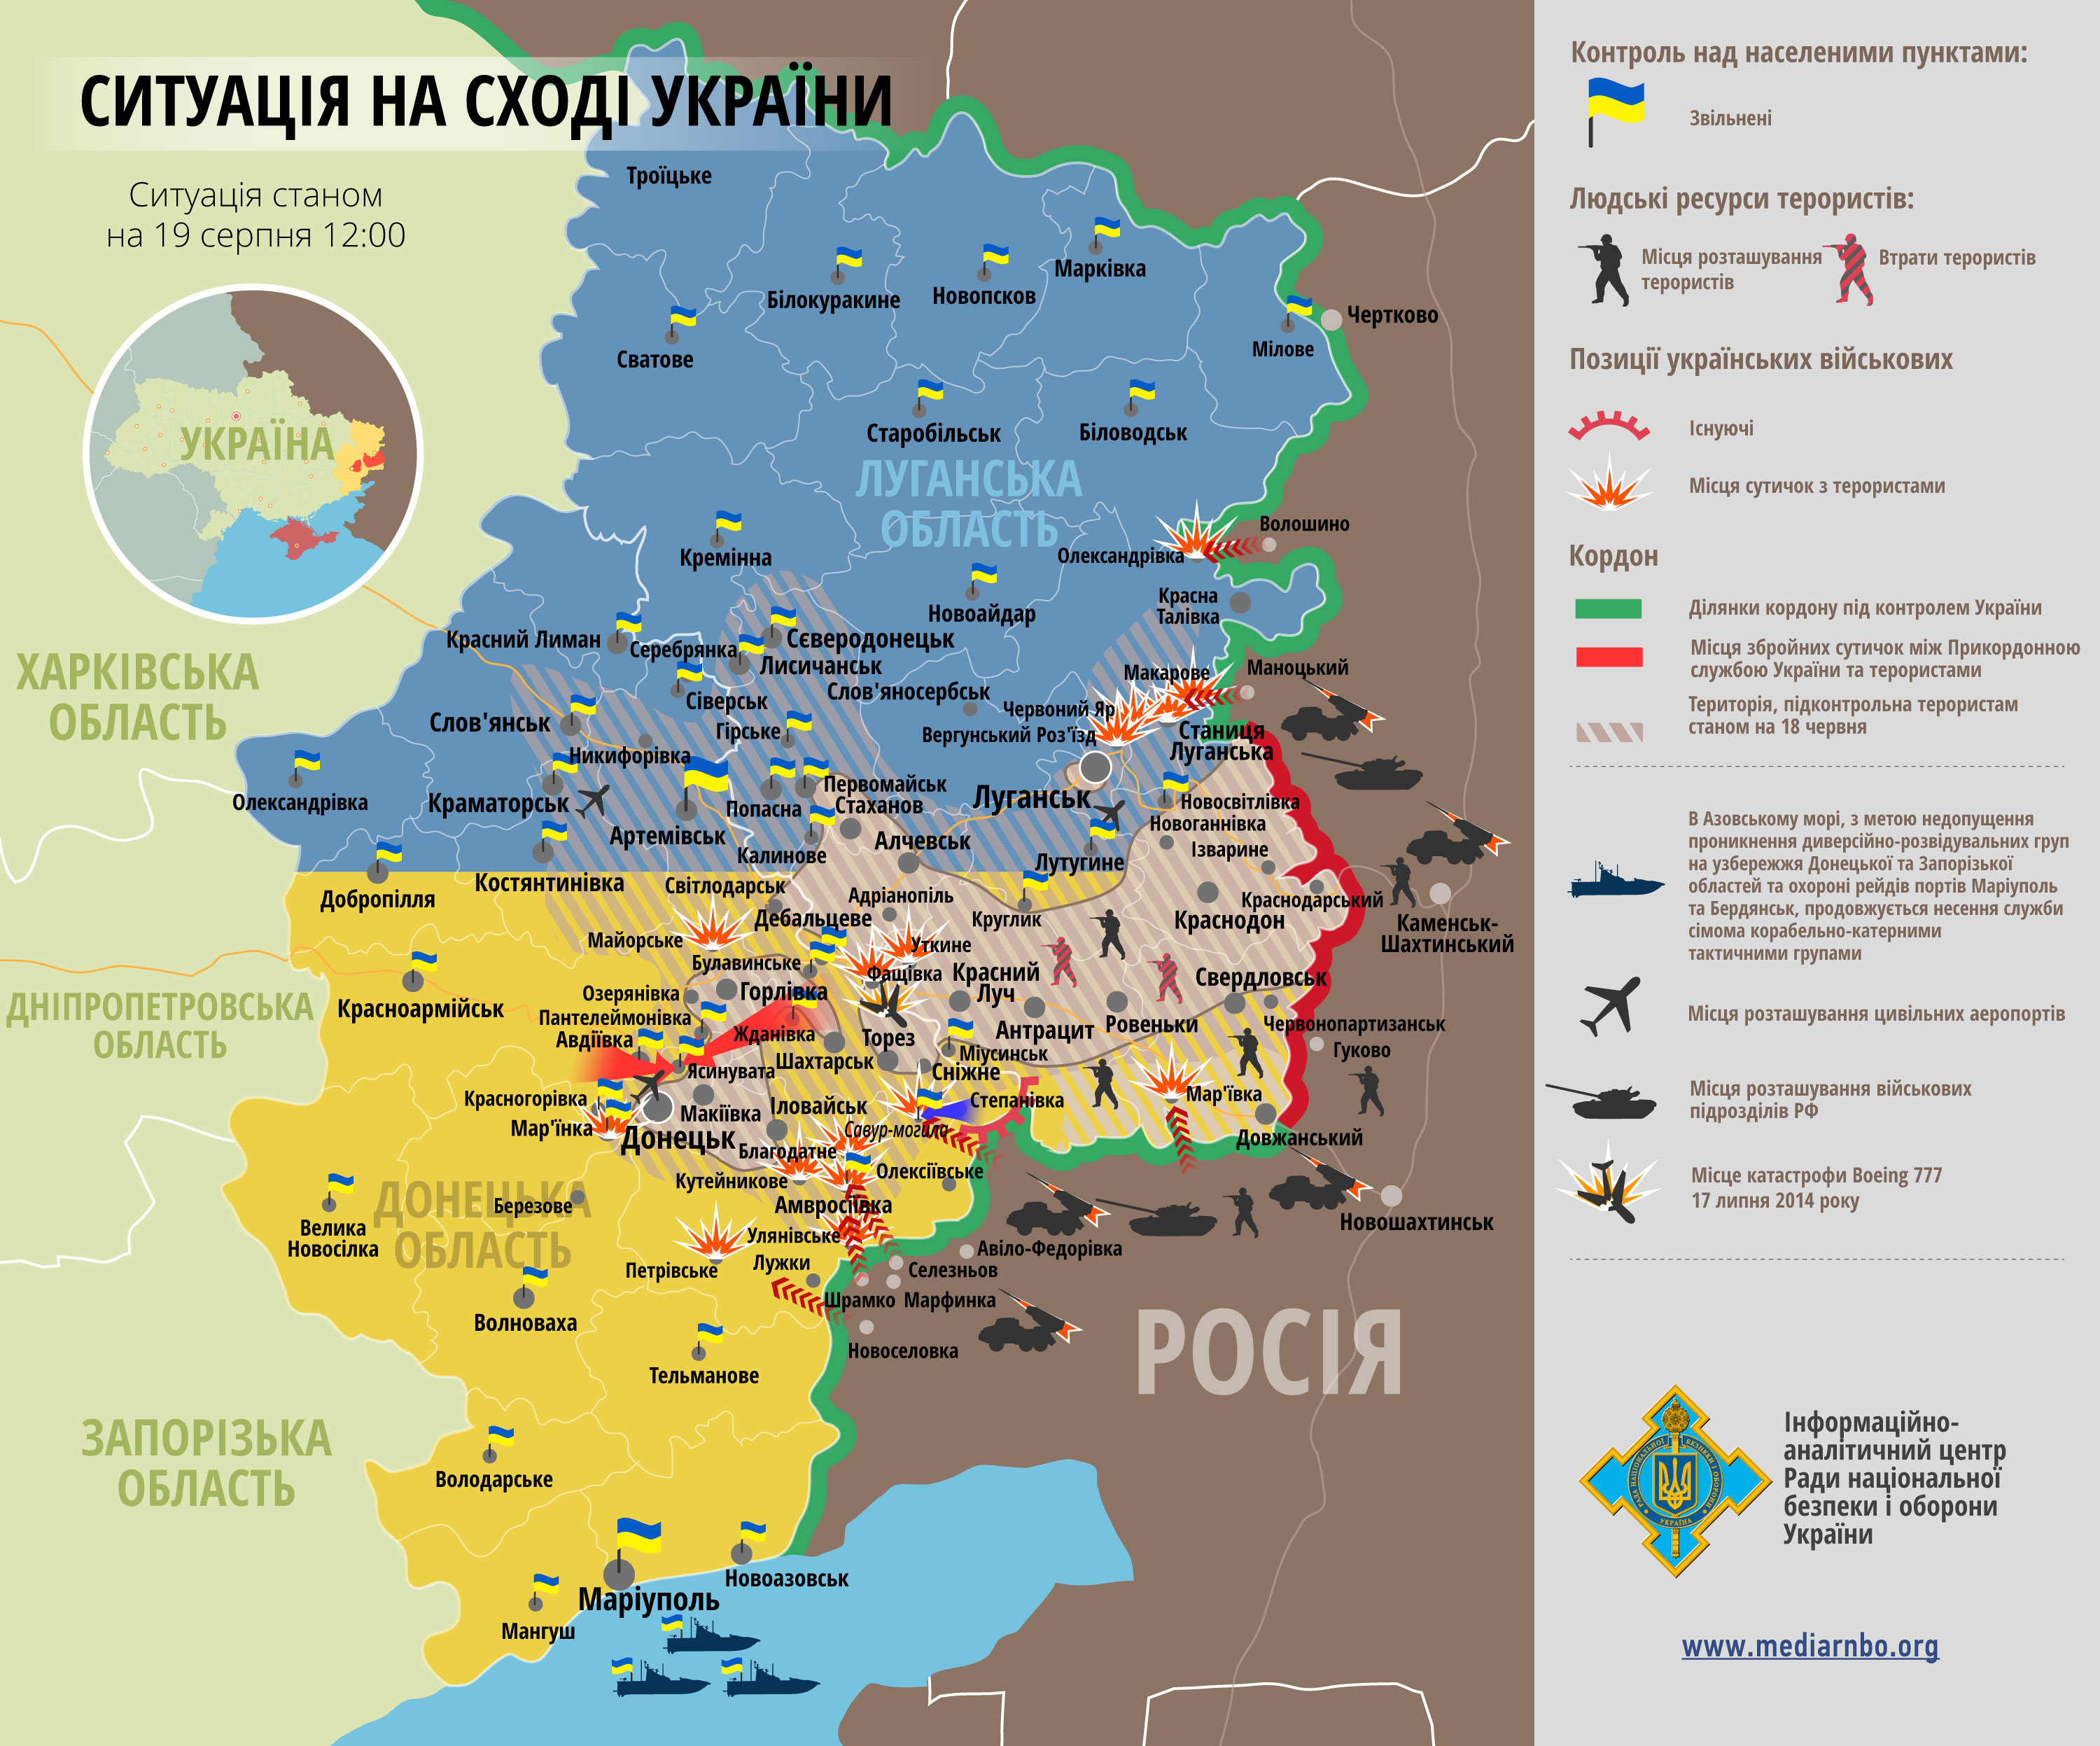 СИТУАЦІЯ НА СХОДІ УКРАЇНИ
Ситуація станом
на 19 серпня 12:00
УКРАЇНА
ХАРКІВСЬКА
ОБЛАСТЬ
ДНІПРОПЕТРОВСЬКА
ОБЛАСТЬ
ЗАПОРІЗЬКА
ОБЛАСТЬ
ЛУГАНСЬКА
ОБЛАСТЬ
ДОНЕЦЬКА
ОБЛАСТЬ
РОСІЯ
Троїцьке
Білокуракине
Новопсков
Марківка
Сватове
Мілове
Чертково
Старобільськ
Біловодськ
Кремінна
Новоайдар
Олександрівка
Волошино
Красна
Талівка
Красний Лиман
Серебрянка
Сєверодонецьк
Лисичанськ
Сіверськ
Слов'яносербськ
Макарове
Маноцький
Червоний Яр
Вергунський Роз'їзд
Станиця
Луганська
Слов'янськ
Гірське
Никифорівка
Олександрівка
Краматорськ
Артемівськ
Попасна
Первомайськ
Стаханов
Луганськ
Новосвітлівка
Новоганнівка
Алчевськ
Калинове
Лутугине
Ізварине
Костянтинівка
Світлодарськ
Добропілля
Адріанопіль
Дебальцеве
Круглик
Краснодарський
Краснодон
Каменськ-
Шахтинський
Майорське
Уткине
Булавинське
Фащівка
Красний
Луч
Свердловськ
Озерянівка
Горлівка
Красноармійськ
Пантелеймонівка
Авдіївка
Жданівка
Торез
Антрацит
Ровеньки
Червонопартизанськ
Гуково
Шахтарськ
Міусинськ
Ясинувата
Сніжне
Красногорівка
Макіївка
Іловайськ
Степанівка
Мар'ївка
Мар'їнка
Донецьк
Савур-могила
Довжанський
Благодатне
Кутейникове
Олексіївське
Березове
Амвросіївка
Новошахтинськ
Велика
Новосілка
Улянівське
Авіло-Федорівка
Петрівське
Лужки
Селезньов
Шрамко
Марфинка
Волноваха
Новоселовка
Тельманове
Володарське
Маріуполь
Новоазовськ
Мангуш
Контроль над населеними пунктами:
Звільнені
Людські ресурси терористів:
Місця розташування
терористів
Втрати терористів
Позиції українських військових
Існуючі
Місця сутичок з терористами
Кордон
Ділянки кордону під контролем України
Місця збройних сутичок між Прикордонною
службою України та терористами
Територія, підконтрольна терористам
станом на 18 червня
В Азовському морі, з метою недопущення
проникнення диверсійно-розвідувальних груп
на узбережжя Донецької та Запорізької
областей та охороні рейдів портів Маріуполь
та Бердянськ, продовжується несення служби
сімома корабельно-катерними
тактичними групами
Місця розташування цивільних аеропортів
Місця розташування військових
підрозділів РФ
Місце катастрофи Boeing 777
17 липня 2014 року
РАДА НАЦІОНАЛЬНОЇ БЕЗПЕКИ І ОБОРОНИ
УКРАЇНА
Інформаційно-
аналітичний центр
Ради національної
безпеки і оборони
України
www.mediarnbo.org